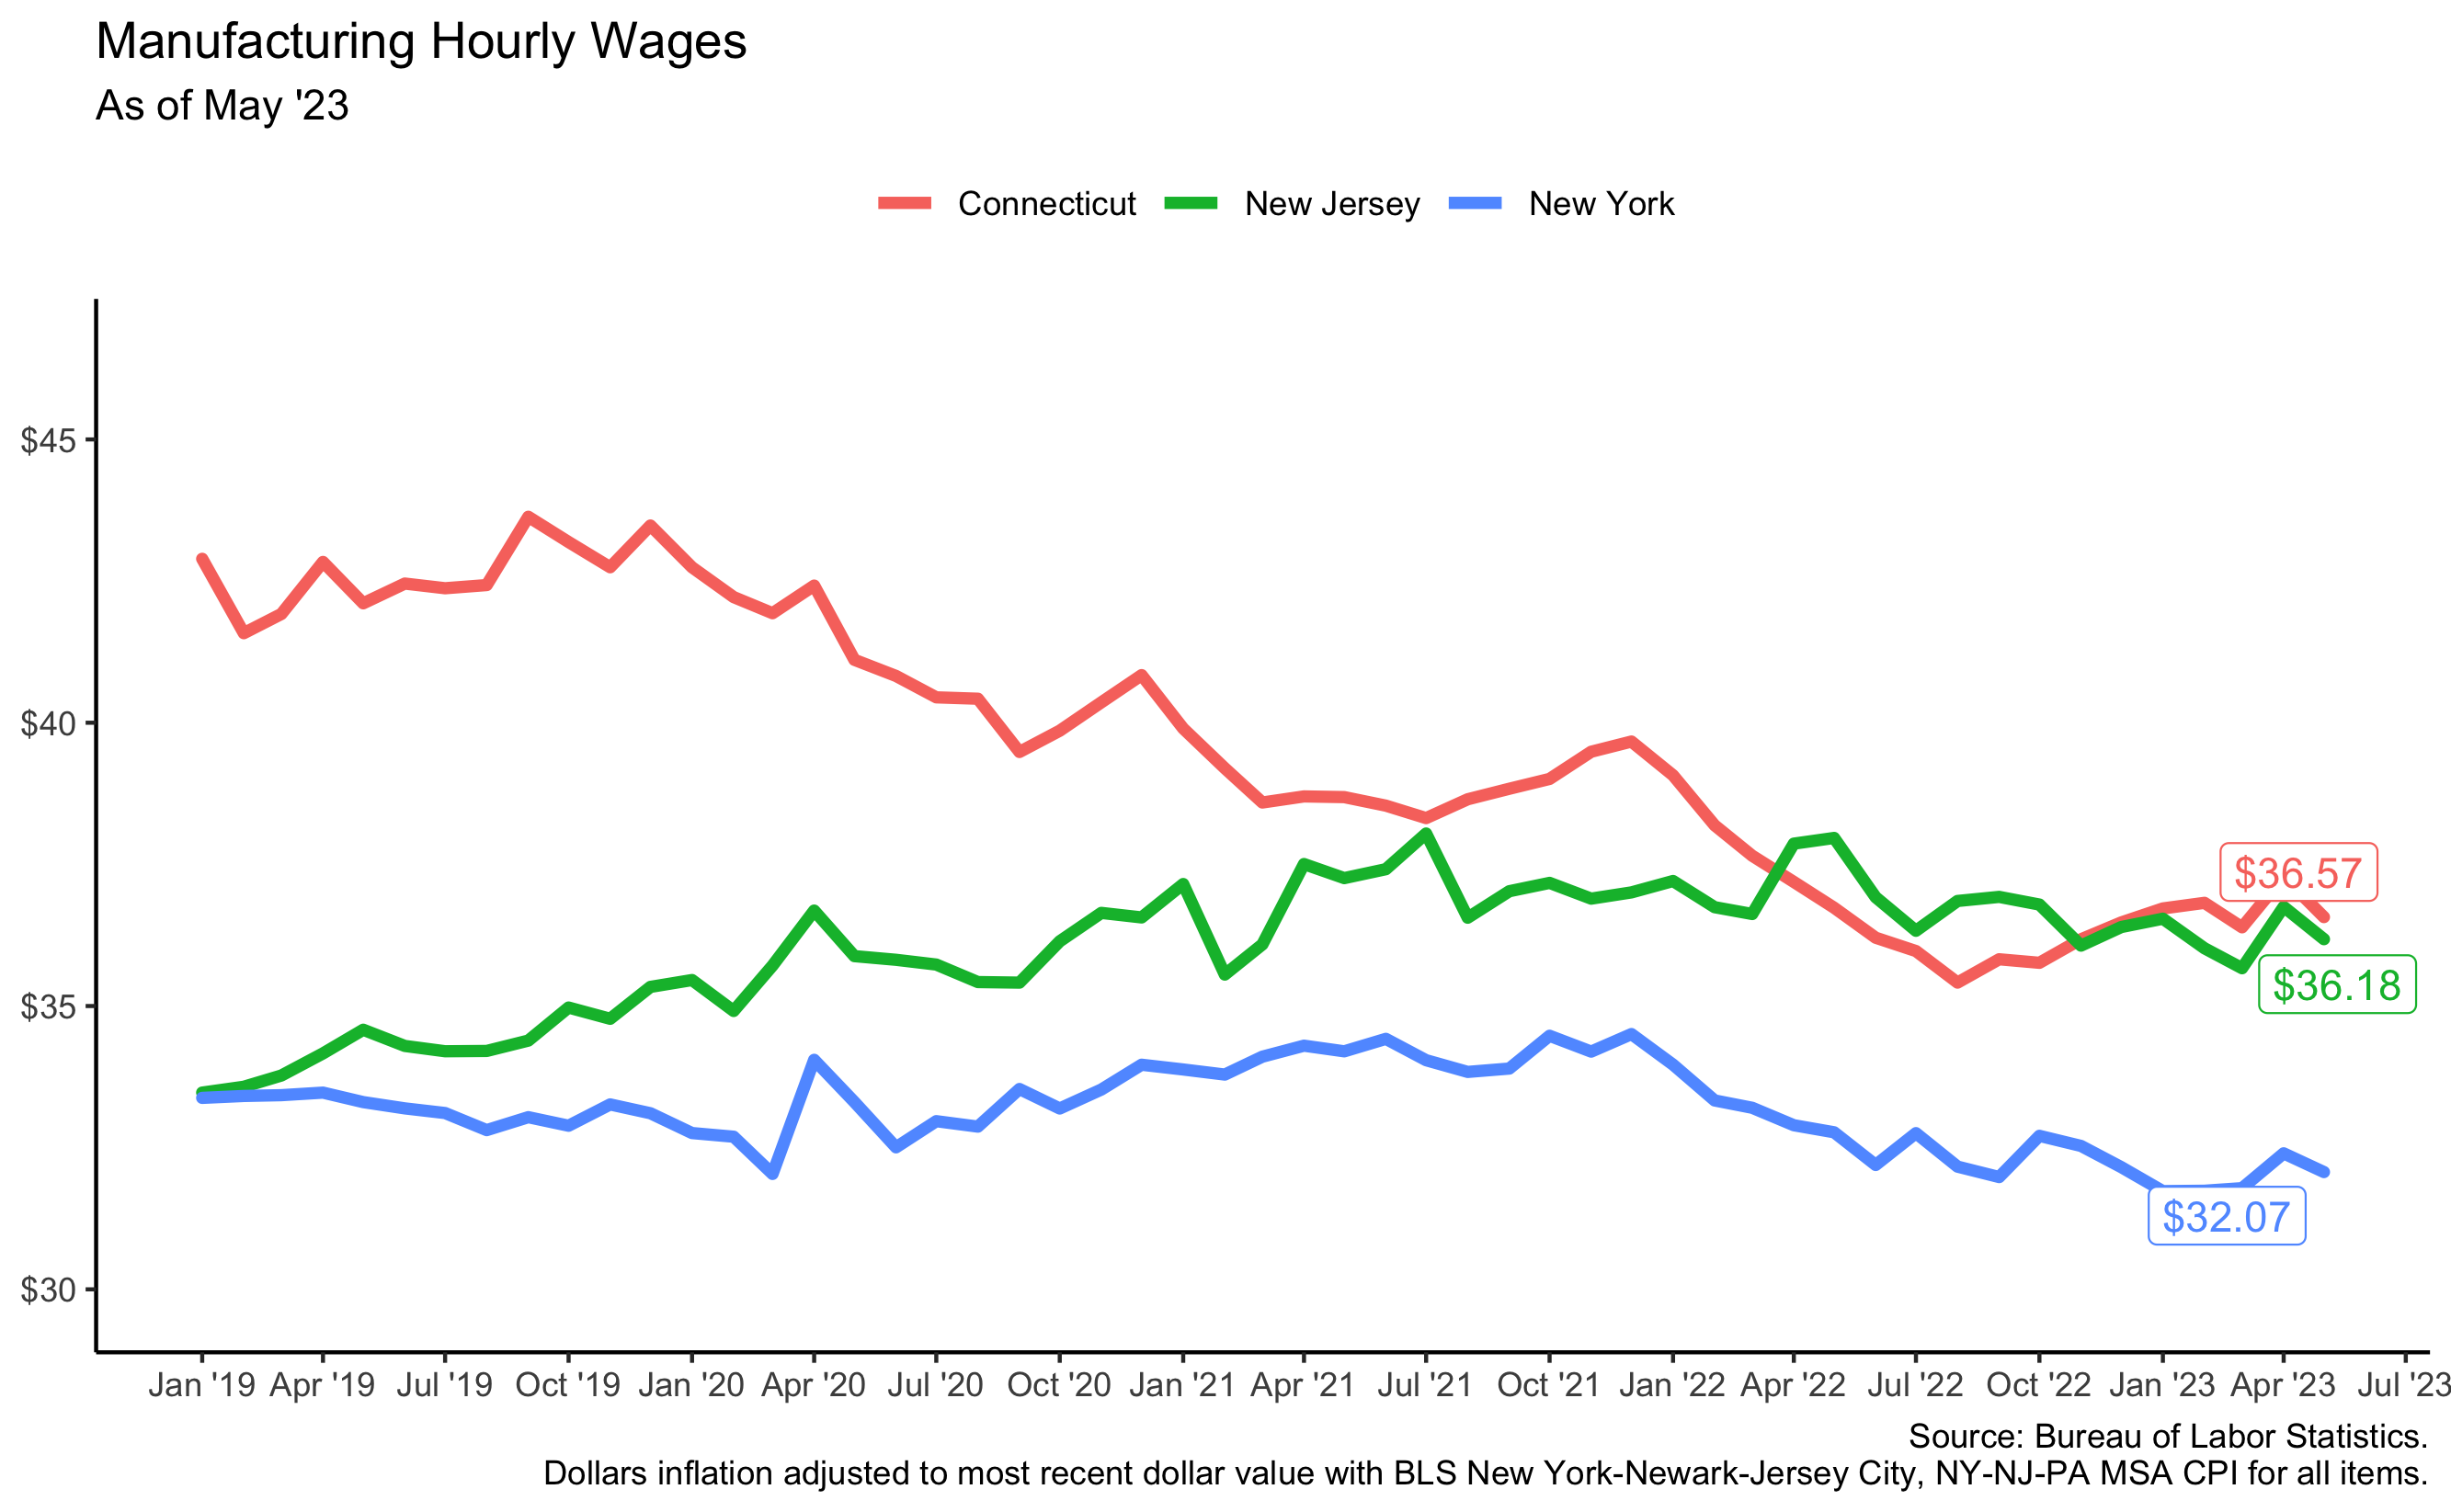 Manufacturing Hourly Wages
As of May '23
Connecticut New Jersey New York
$45
$40
$35
$30
$36.57
$36.18
$32.07
Jan '19 Apr '19 Jul '19 Oct '19 Jan '20 Apr '20 Jul '20 Oct '20 Jan '21 Apr '21 Jul '21 Oct '21 Jan '22 Apr '22 Jul '22 Oct '22 Jan '23 Apr '23 Jul '23
Source: Bureau of Labor Statistics.
Dollars inflation adjusted to most recent dollar value with BLS New York-Newark-Jersey City, NY-NJ-PA MSA CPI for all items.